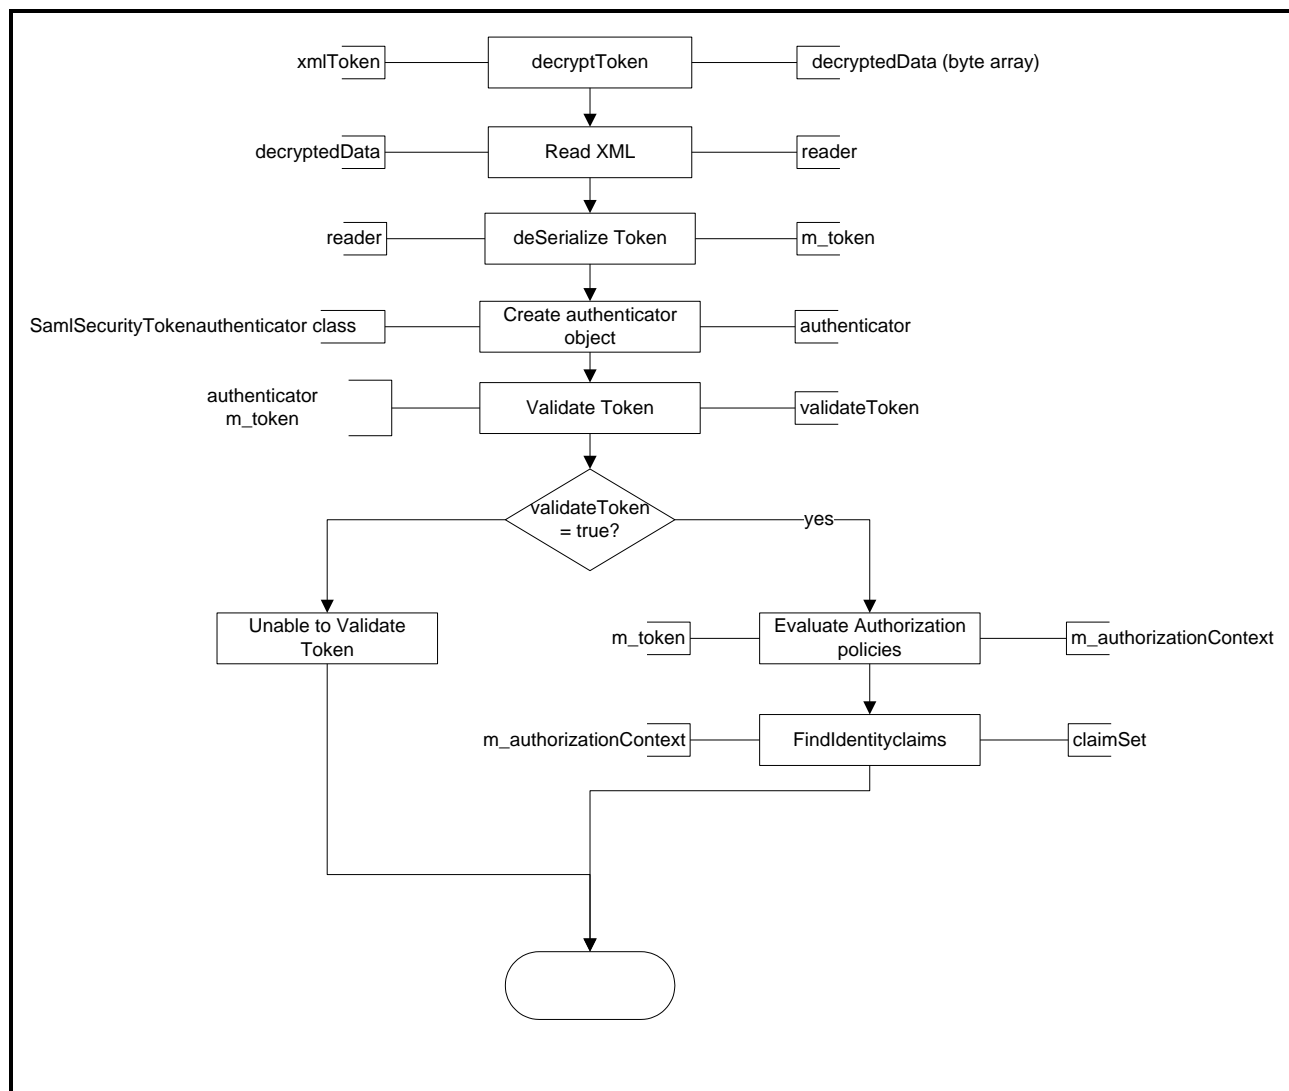 xmlToken
decryptToken
decryptedData (byte array)
decryptedData
Read XML
reader
reader
deSerialize Token
m_token
SamlSecurityTokenauthenticator class
Create authenticator
object
authenticator
authenticator
m_token
Validate Token
validateToken
validateToken
= true?
yes
Unable to Validate
Token
m_token
Evaluate Authorization
policies
m_authorizationContext
m_authorizationContext
FindIdentityclaims
claimSet